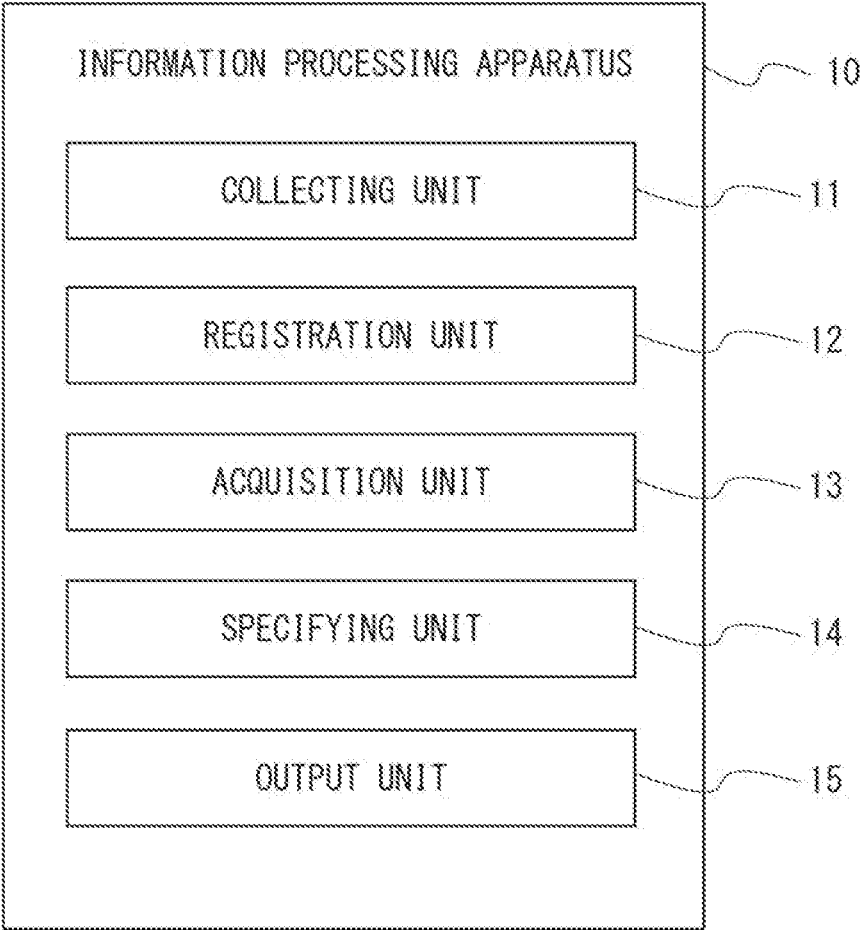 INFORMATION PROCESSING APPARATUS
10
COLLECTING UNIT
11
REGISTRATION UNIT
12
ACQUISITION UNIT
13
SPECIFYING UNIT
14
OUTPUT UNIT
15